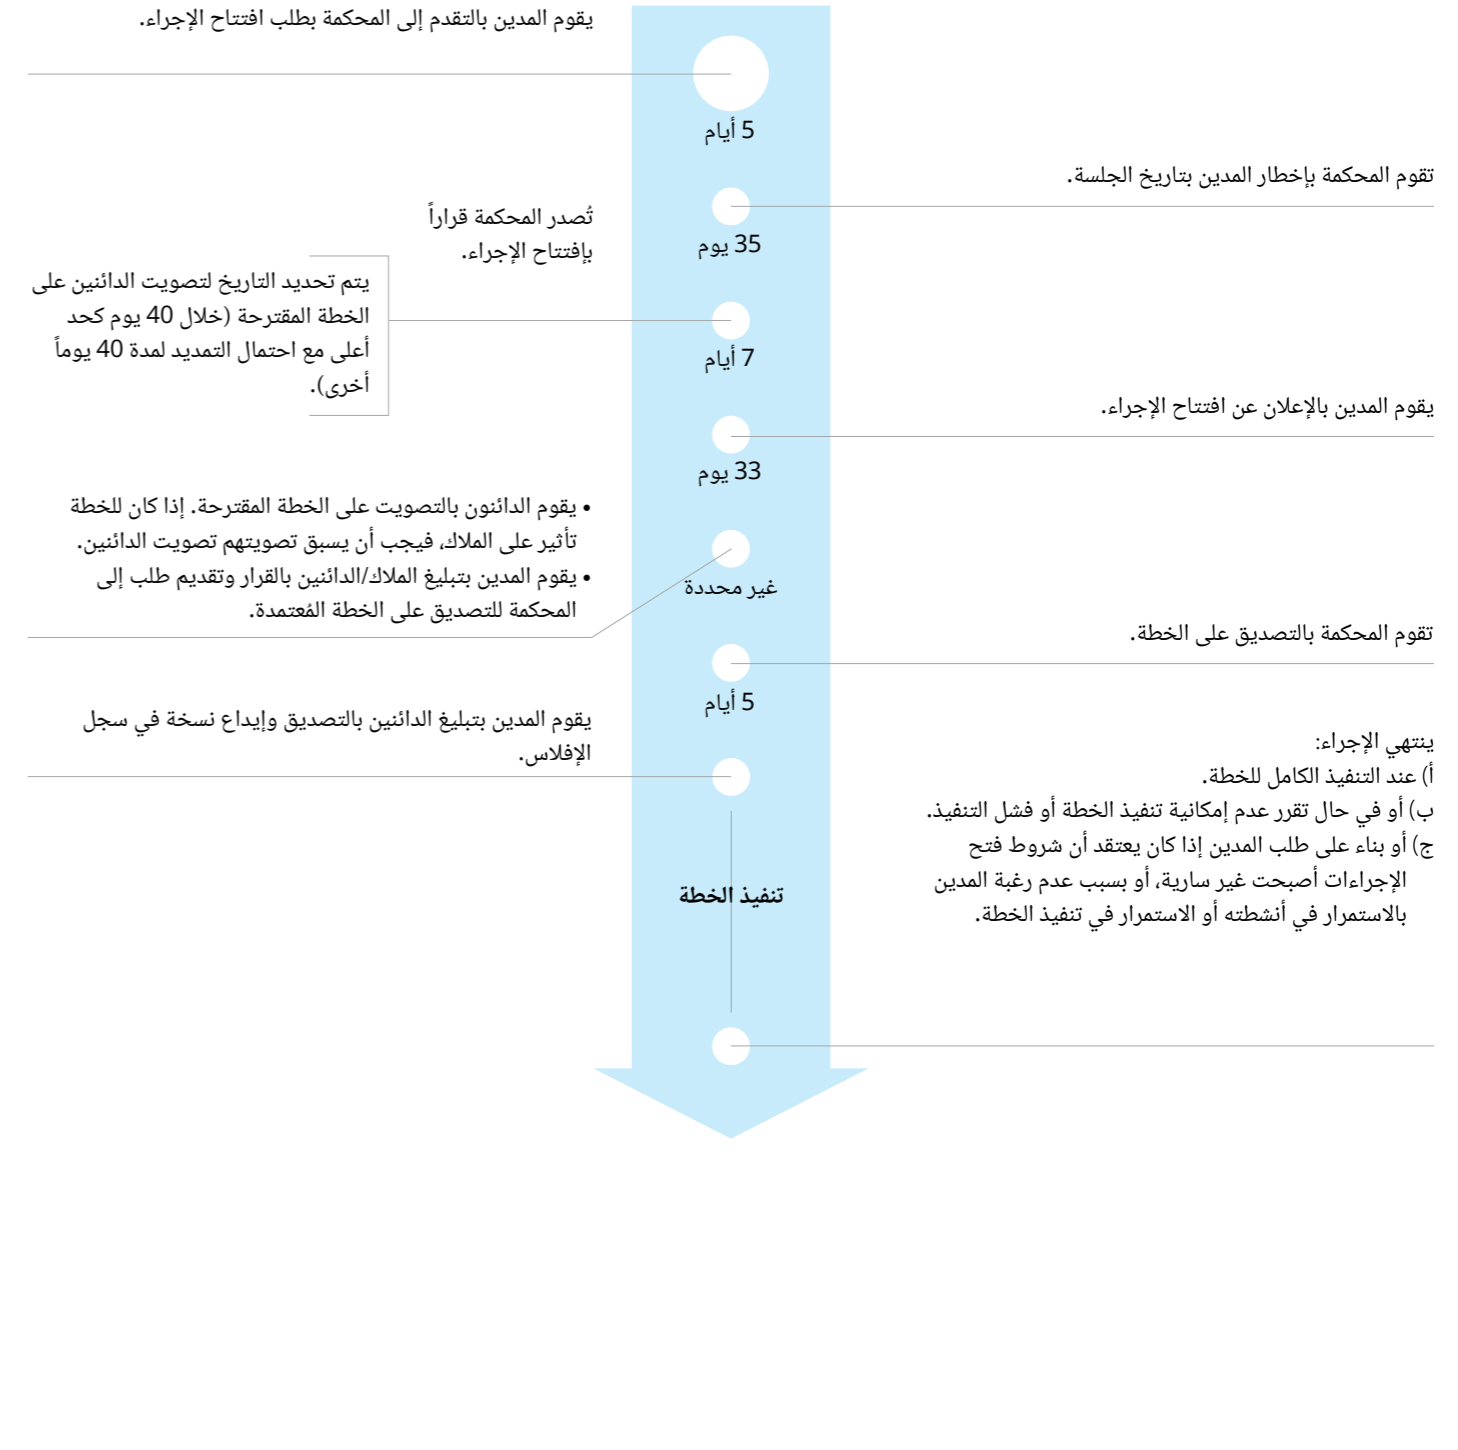 يقوم المدين بالتقدم إلى المحكمة بطلب افتتاح الإجراء.
5 أيام
تقوم المحكمة بإخطار المدين بتاريخ الجلسة.
35 يوم
تُصدر المحكمة قراراً
بإفتتاح الإجراء.
يتم تحديد التاريخ لتصويت الدائنين على
الخطة المقترحة (خلال 40 يوم كحد
أعلى مع احتمال التمديد لمدة 40 يوماً
أخرى).
7 أيام
يقوم المدين بالإعلان عن افتتاح الإجراء.
33 يوم
• يقوم الدائنون بالتصويت على الخطة المقترحة. إذا كان للخطة
تأثير على الملاك، فيجب أن يسبق تصويتهم تصويت الدائنين.
• يقوم المدين بتبليغ الملاك/الدائنين بالقرار وتقديم طلب إلى
المحكمة للتصديق على الخطة المُعتمدة.
غير محددة
تقوم المحكمة بالتصديق على الخطة.
5 أيام
يقوم المدين بتبليغ الدائنين بالتصديق وإيداع نسخة في سجل
الإفلاس.
تنفيذ الخطة
ينتهي الإجراء:
أ) عند التنفيذ الكامل للخطة.
ب) أو في حال تقرر عدم إمكانية تنفيذ الخطة أو فشل التنفيذ.
ج) أو بناء على طلب المدين إذا كان يعتقد أن شروط فتح
الإجراءات أصبحت غير سارية، أو بسبب عدم رغبة المدين
بالاستمرار في أنشطته أو الاستمرار في تنفيذ الخطة.